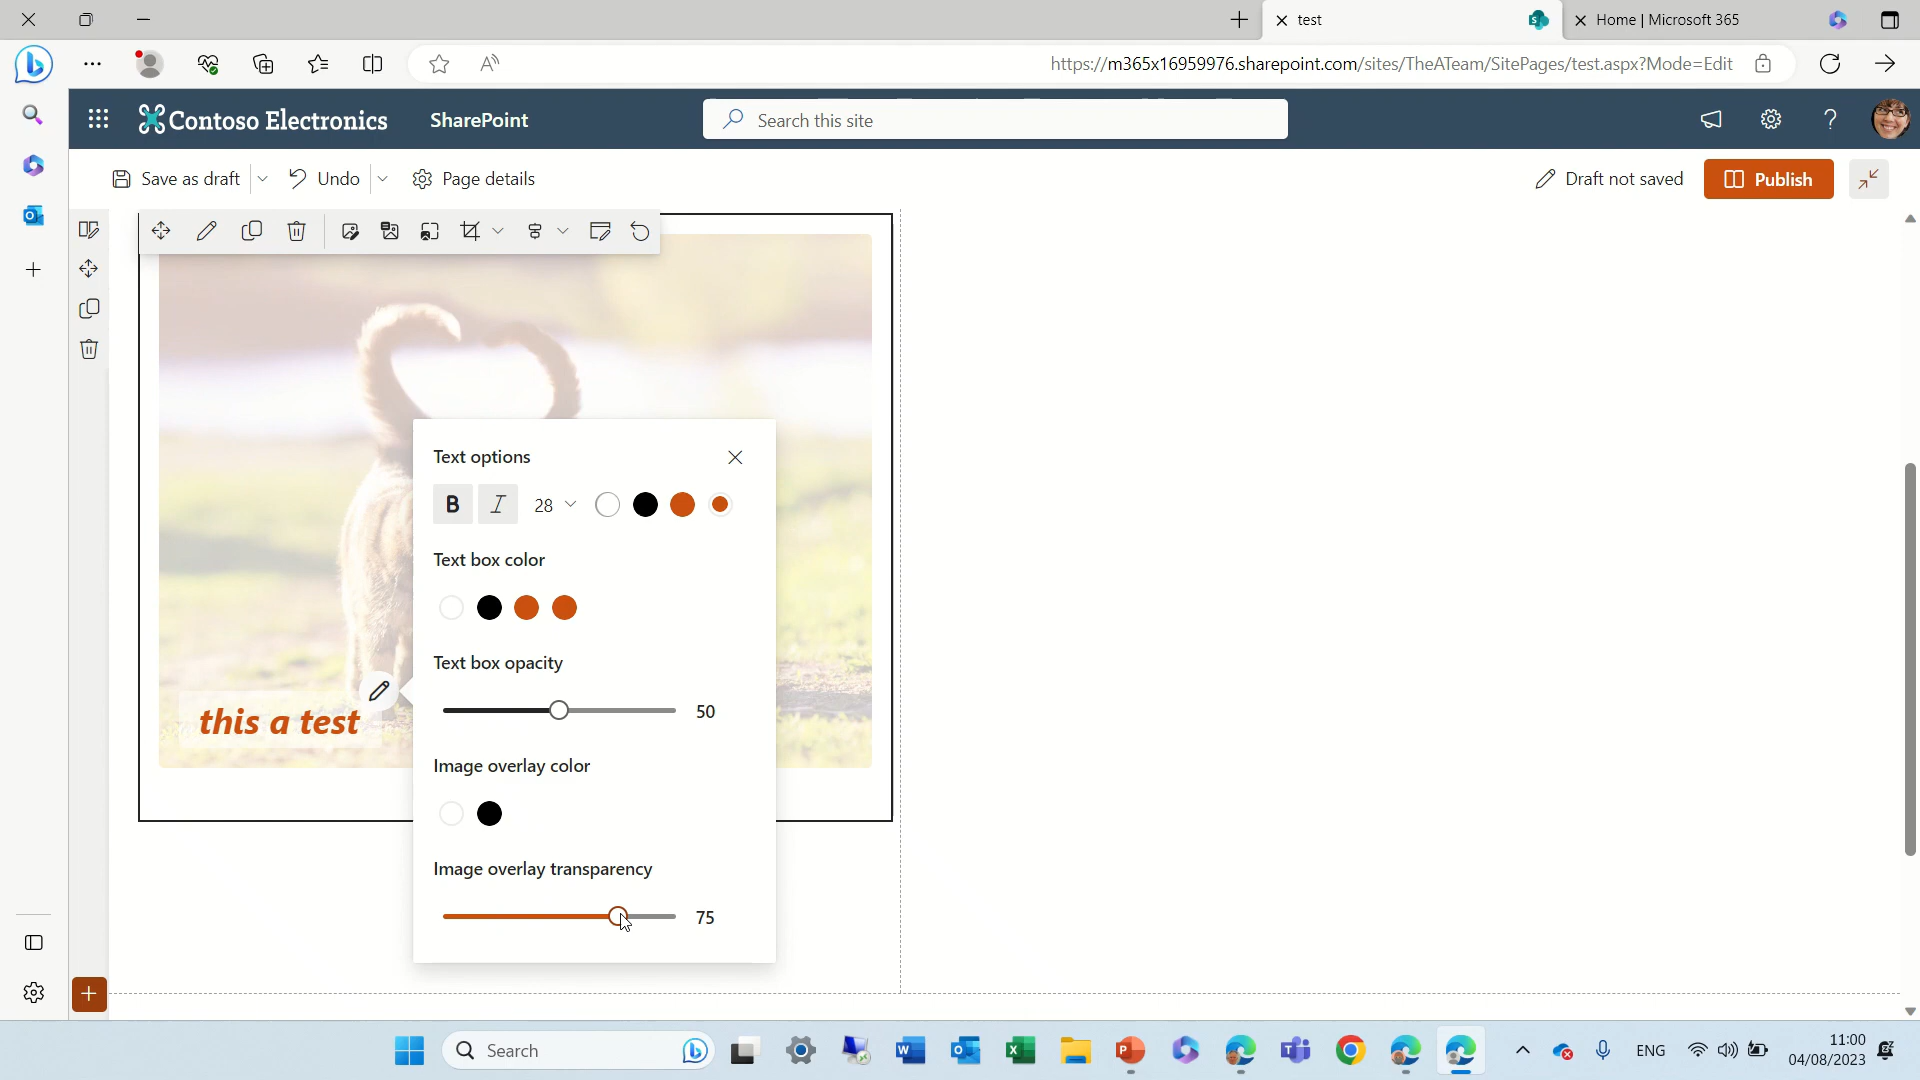 test
Home | Microsoft 365
https://m365x16959976.sharepoint.com/sites/TheATeam/SitePages/test.aspx?Mode=Edit
Contoso Electronics
SharePoint
Search this site
Save as draft
Undo
Page details
Draft not saved
Publish
Text options
B I 28
Text box color
Text box opacity
50
this a test
Image overlay color
Image overlay transparency
75
Search
ENG
11:00
04/08/2023